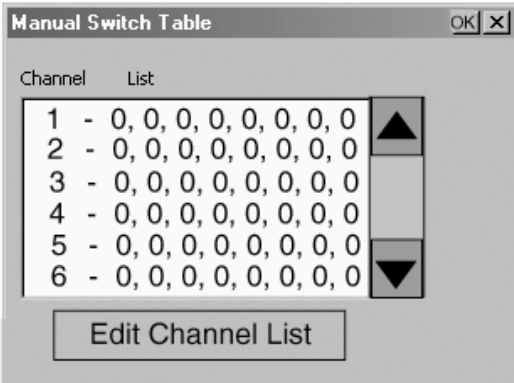 Manual Switch Table OK
Channel List
1 - 0, 0, 0, 0, 0, 0, 0, 0
2 - 0, 0, 0, 0, 0, 0, 0, 0
3 - 0, 0, 0, 0, 0, 0, 0, 0
4 - 0, 0, 0, 0, 0, 0, 0, 0
5 - 0, 0, 0, 0, 0, 0, 0, 0
6 - 0, 0, 0, 0, 0, 0, 0, 0
Edit Channel List